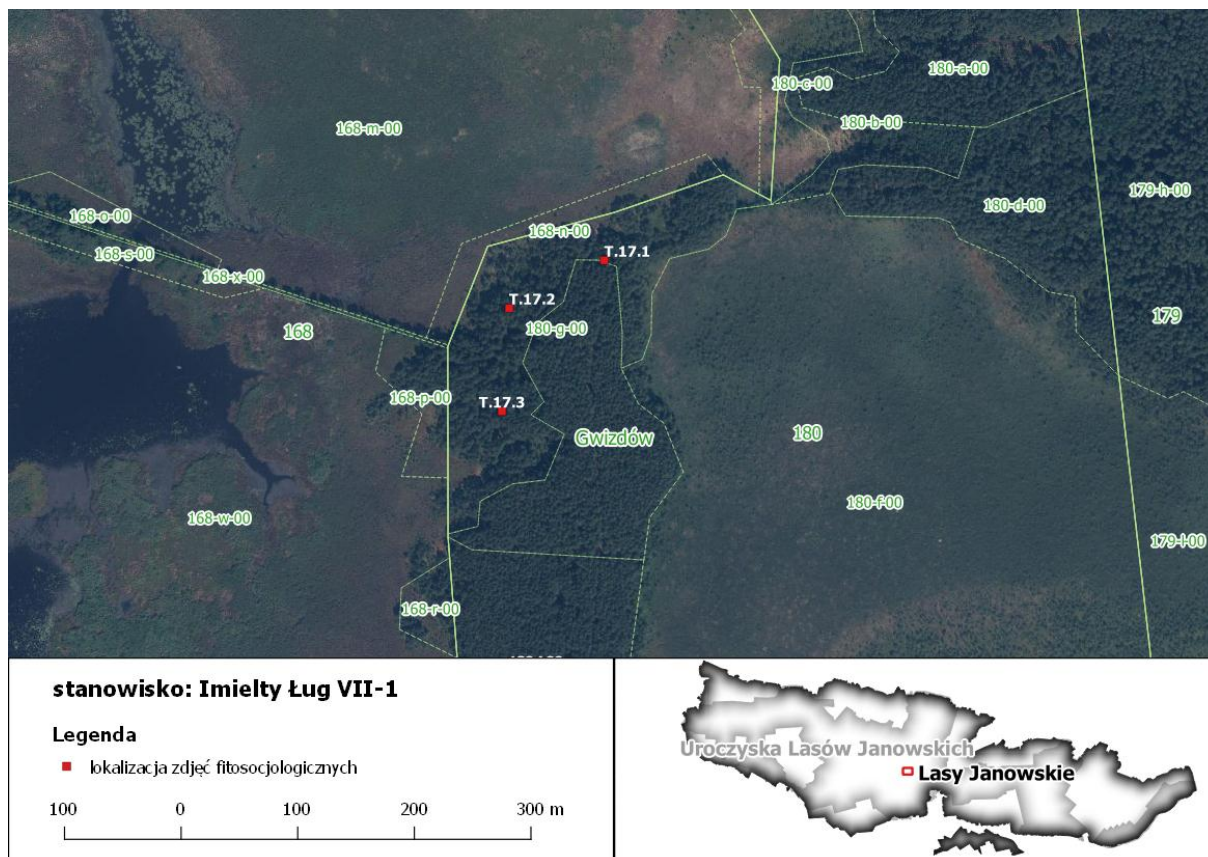 180-a-00
180-c-00
168-m-00
180-b-00
179-h-00
168-o-00
180-d-00
168-n-00
168-s-00
T.17.1
168-x-00
T.17.2
179
168
180-g-00
168-p-00
T.17.3
Gwizdów
180
180-f-00
168-w-00
179-l-00
168-r-00
stanowisko: Imielty Ług VII-1
Legenda
lokalizacja zdjęć fitosocjologicznych
100 0 100 200 300 m
Uroczyska Lasów Janowskich
Lasy Janowskie